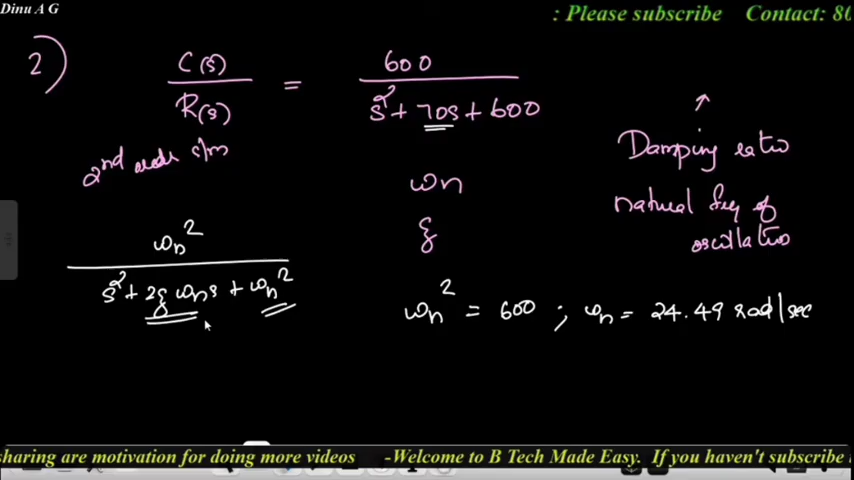 Dinu A G
: Please subscribe Contact: 80
2)
C(s) / R(s) = 600 / s² + 70s + 600
Damping ratio
2nd order s/m
ωn
natural freq of
oscillation
ξ
ωn² / s² + 2ξωns + ωn²
ωn² = 600 ; ωn = 24.49 rad/sec
sharing are motivation for doing more videos -Welcome to B Tech Made Easy. If you haven't subscribe